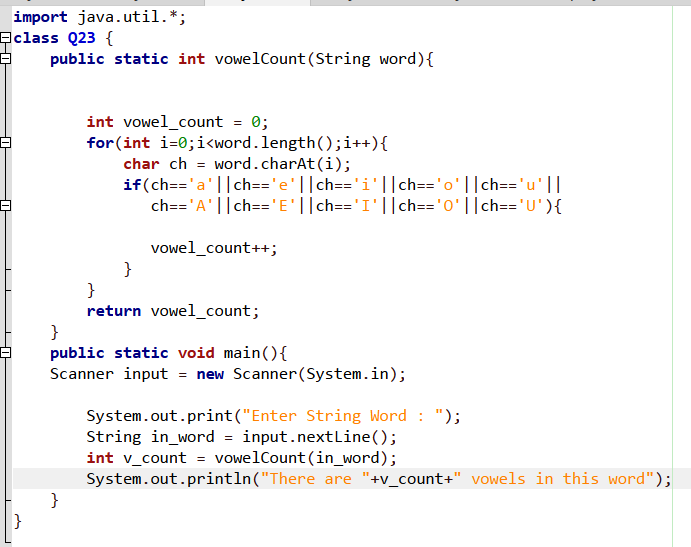 import java.util.*;
class Q23 {
    public static int vowelCount(String word){
        int vowel_count = 0;
        for(int i=0;i<word.length();i++){
            char ch = word.charAt(i);
            if(ch=='a'||ch=='e'||ch=='i'||ch=='o'||ch=='u'||
               ch=='A'||ch=='E'||ch=='I'||ch=='O'||ch=='U'){
               vowel_count++;
            }
        }
        return vowel_count;
    }
    public static void main(){
    Scanner input = new Scanner(System.in);
        System.out.print("Enter String Word : ");
        String in_word = input.nextLine();
        int v_count = vowelCount(in_word);
        System.out.println("There are "+v_count+" vowels in this word");
    }
}